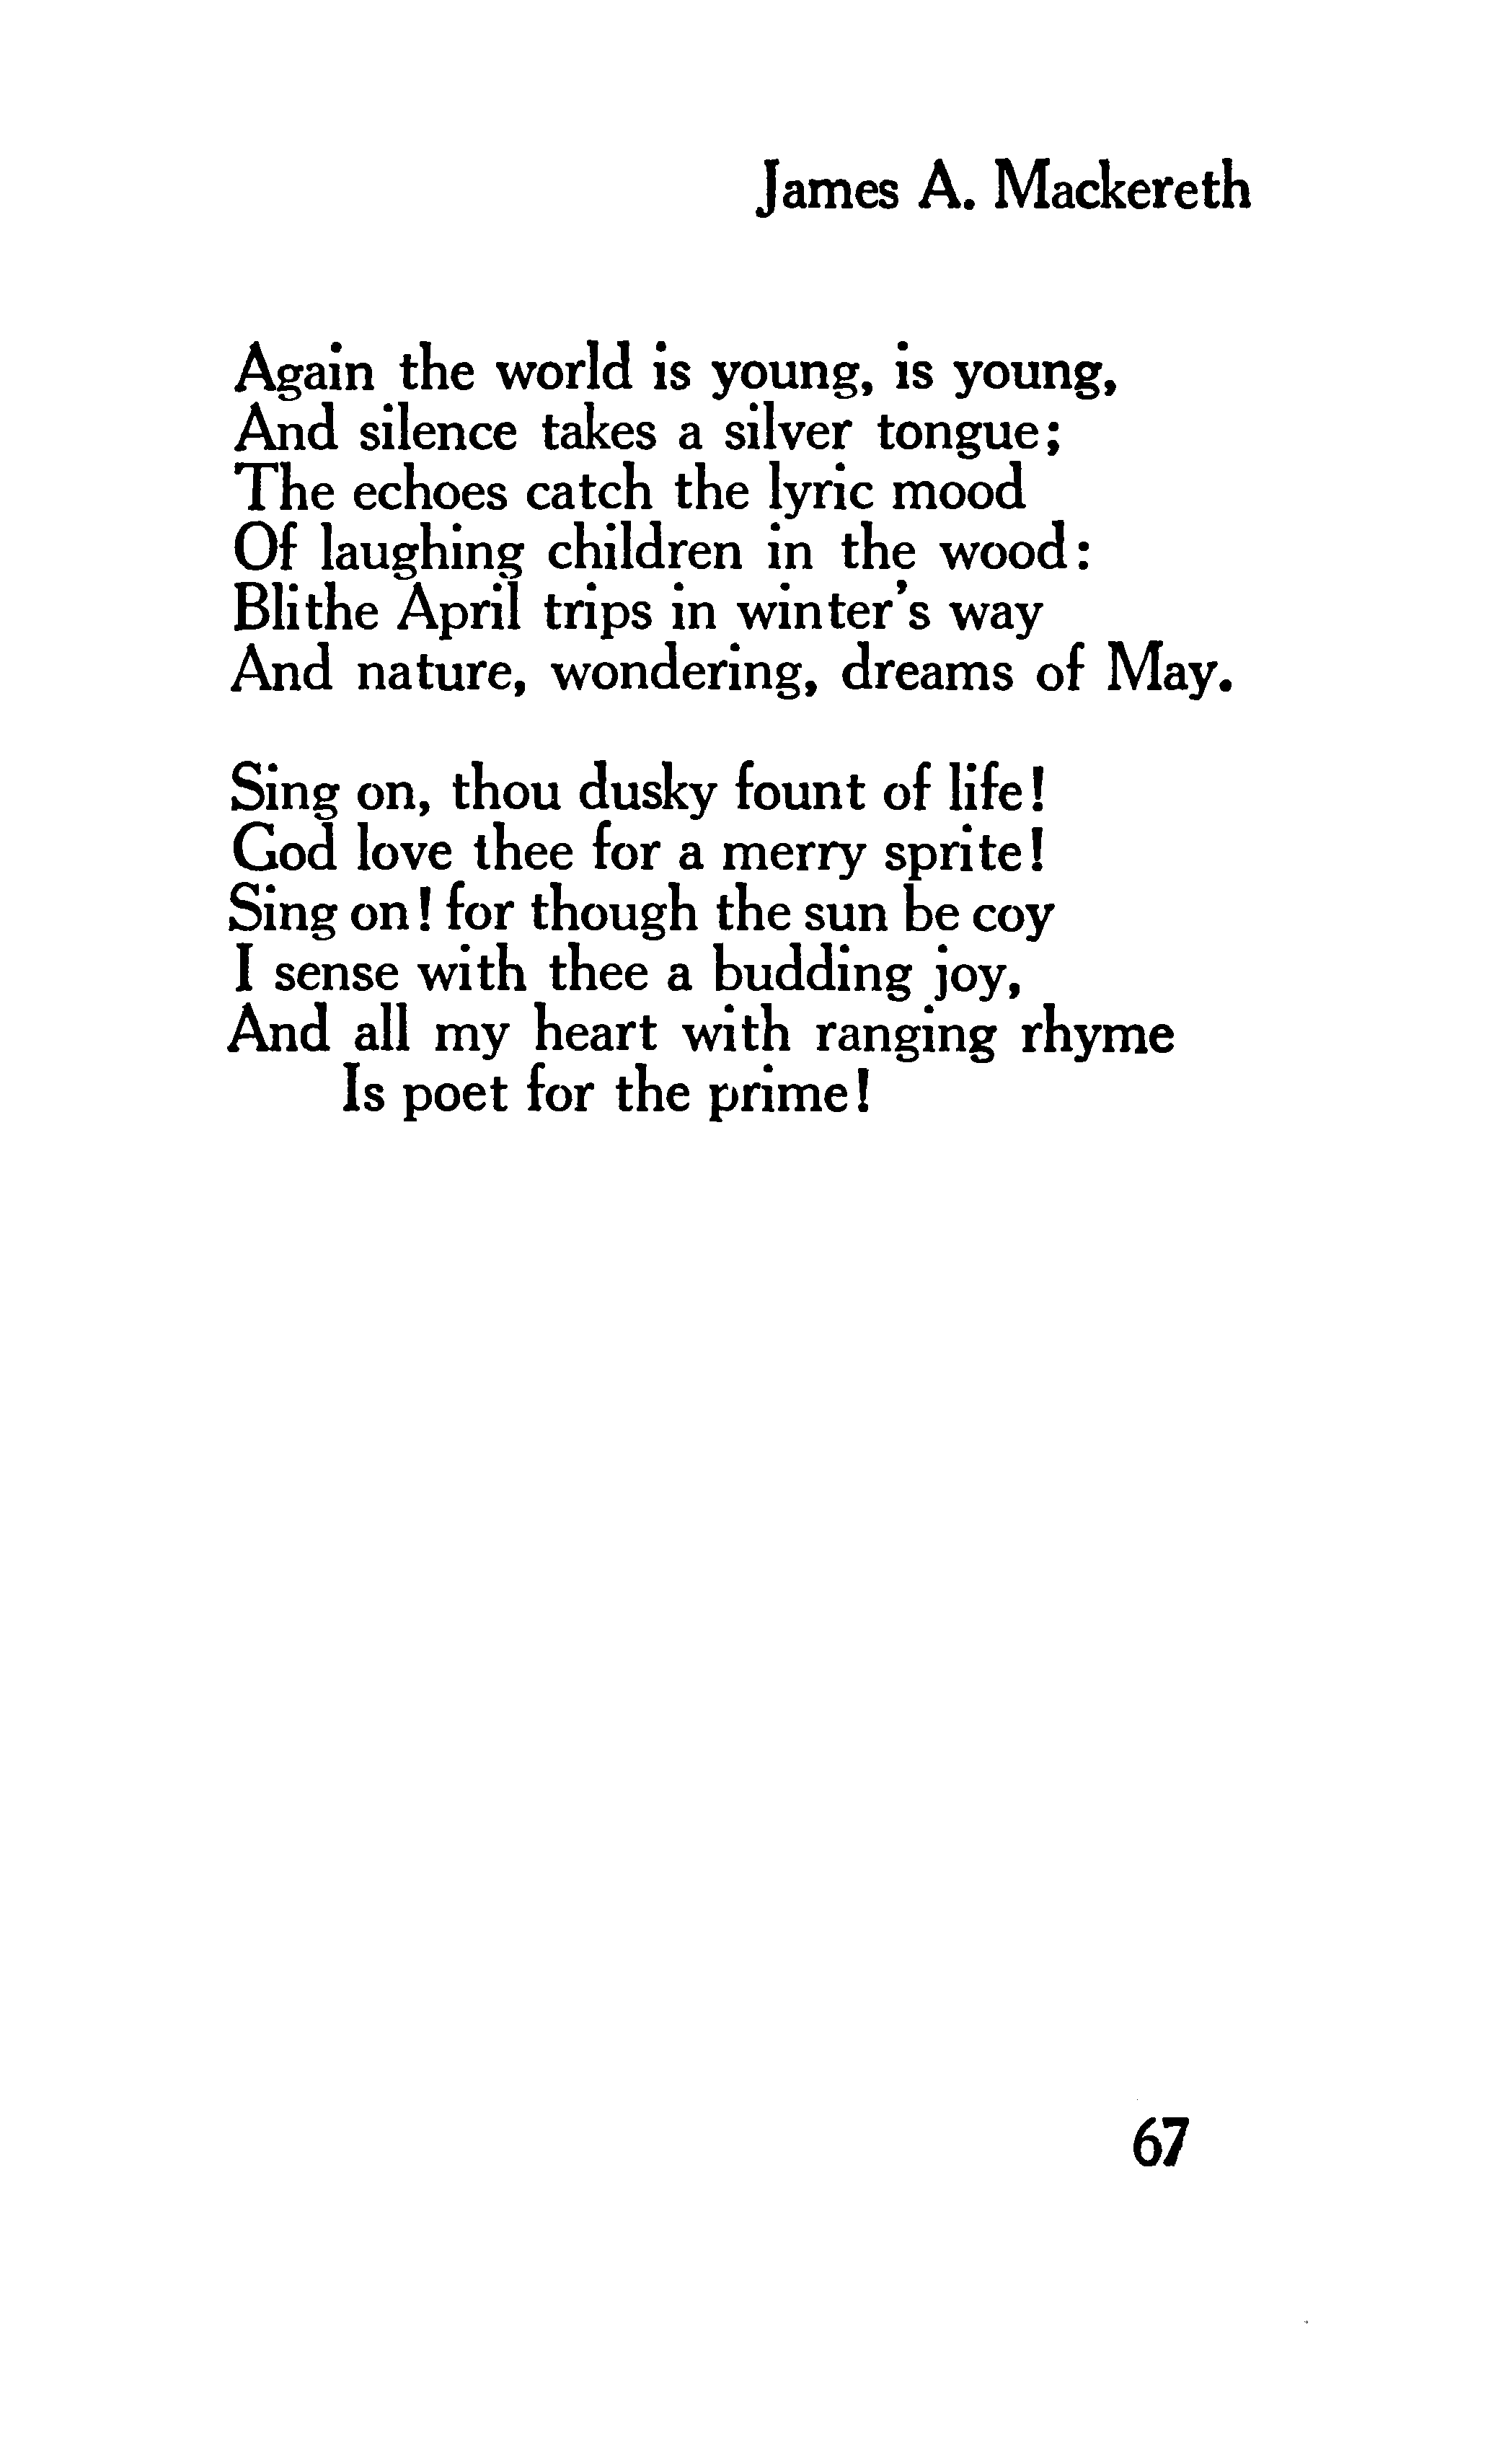 James A. Mackereth
Again the world is young, is young,
And silence takes a silver tongue;
The echoes catch the lyric mood
Of laughing children in the wood:
Blithe April trips in winter's way
And nature, wondering, dreams of May.
Sing on, thou dusky fount of life!
God love thee for a merry sprite!
Sing on! for though the sun be coy
I sense with thee a budding joy,
And all my heart with ranging rhyme
Is poet for the prime!
67